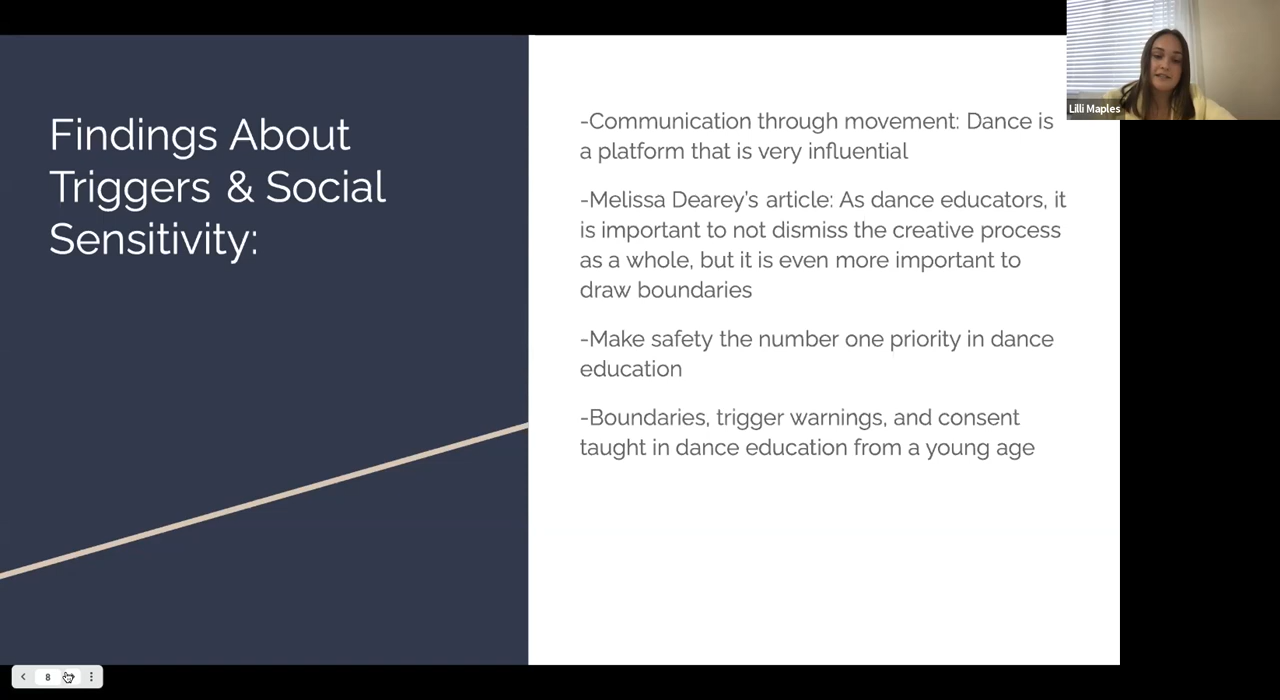 Findings About
Triggers & Social
Sensitivity:
-Communication through movement: Dance is
a platform that is very influential
-Melissa Dearey's article: As dance educators, it
is important to not dismiss the creative process
as a whole, but it is even more important to
draw boundaries
-Make safety the number one priority in dance
education
-Boundaries, trigger warnings, and consent
taught in dance education from a young age
Lilli Maples
8